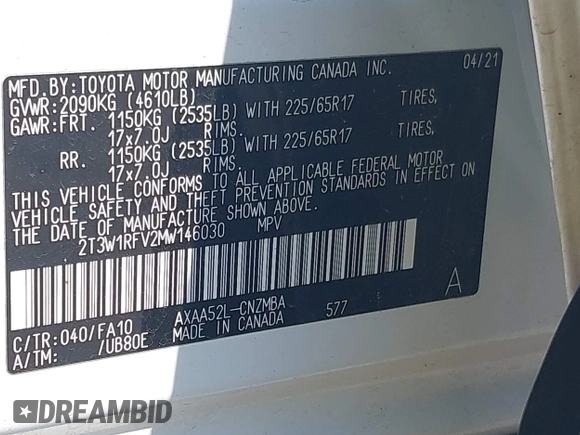 MFD.BY:TOYOTA MOTOR MANUFACTURING CANADA INC. 04/21
GVWR:2090KG (4610LB)
GAWR:FRT. 1150KG (2535LB) WITH 225/65R17 TIRES,
17x7.0J RIMS.
RR. 1150KG (2535LB) WITH 225/65R17 TIRES,
17x7.0J RIMS.
THIS VEHICLE CONFORMS TO ALL APPLICABLE FEDERAL MOTOR
VEHICLE SAFETY AND THEFT PREVENTION STANDARDS IN EFFECT ON
THE DATE OF MANUFACTURE SHOWN ABOVE.
2T3W1RFV2MW146030 MPV
A
C/TR:040/FA10 AXAA52L-CNZMBA 577
A/TM: /UB80E MADE IN CANADA
DREAMBID